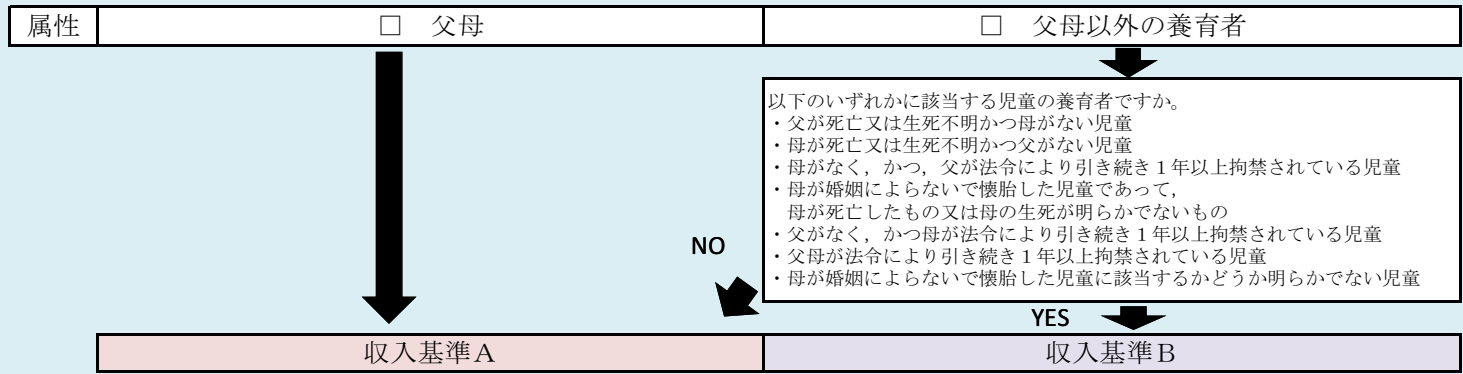 属性
□ 父母
□ 父母以外の養育者
以下のいずれかに該当する児童の養育者ですか。
・父が死亡又は生死不明かつ母がない児童
・母が死亡又は生死不明かつ父がない児童
・母がなく，かつ，父が法令により引き続き１年以上拘禁されている児童
・母が婚姻によらないで懐胎した児童であって，
母が死亡したもの又は母の生死が明らかでないもの
・父がなく，かつ母が法令により引き続き１年以上拘禁されている児童
・父母が法令により引き続き１年以上拘禁されている児童
・母が婚姻によらないで懐胎した児童に該当するかどうか明らかでない児童
NO
YES
収入基準Ａ
収入基準Ｂ